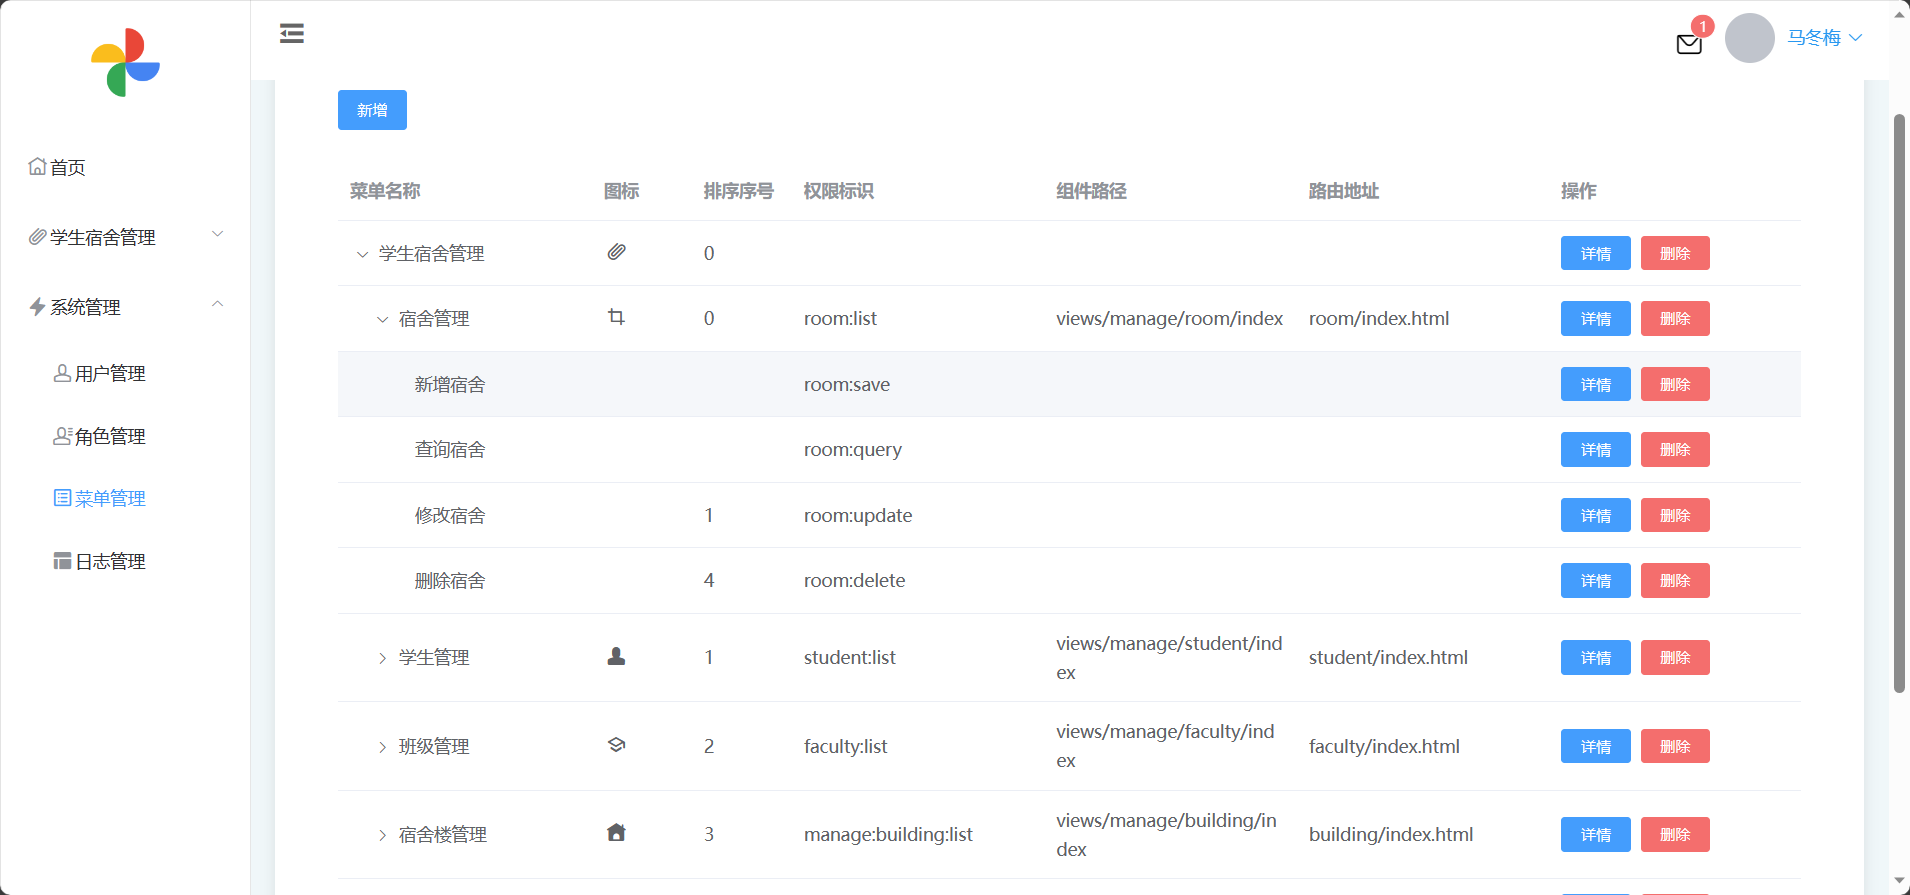 1
马冬梅
首页
学生宿舍管理
系统管理
用户管理
角色管理
菜单管理
日志管理
新增
菜单名称 图标 排序序号 权限标识 组件路径 路由地址 操作
学生宿舍管理 0 详情 删除
宿舍管理 0 room:list views/manage/room/index room/index.html 详情 删除
新增宿舍 room:save 详情 删除
查询宿舍 room:query 详情 删除
修改宿舍 1 room:update 详情 删除
删除宿舍 4 room:delete 详情 删除
学生管理 1 student:list views/manage/student/ind
ex student/index.html 详情 删除
班级管理 2 faculty:list views/manage/faculty/ind
ex faculty/index.html 详情 删除
宿舍楼管理 3 manage:building:list views/manage/building/in
dex building/index.html 详情 删除